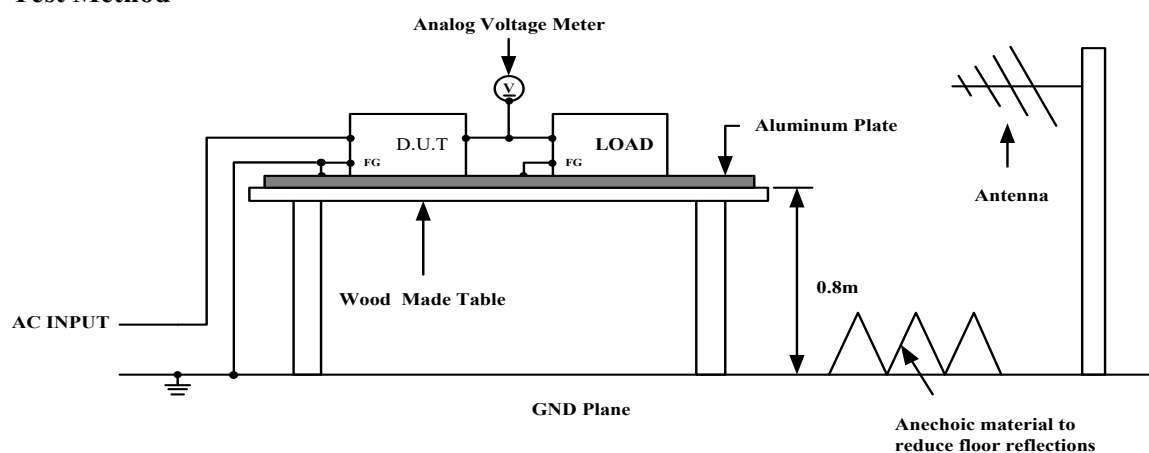 Test Method
Analog Voltage Meter
V
D.U.T
LOAD
Aluminum Plate
FG
FG
Antenna
Wood Made Table
0.8m
AC INPUT
GND Plane
Anechoic material to
reduce floor reflections